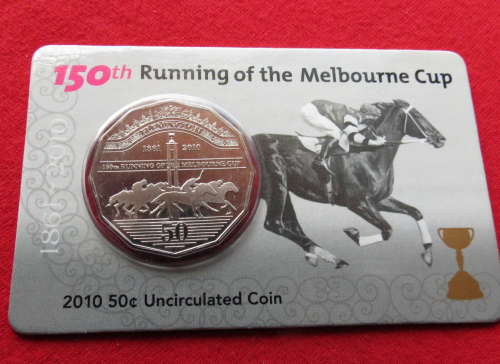 150th Running of the Melbourne Cup
FLEMINGTON
1861 2010
150TH RUNNING OF THE MELBOURNE CUP
50
1861-2010
2010 50¢ Uncirculated Coin